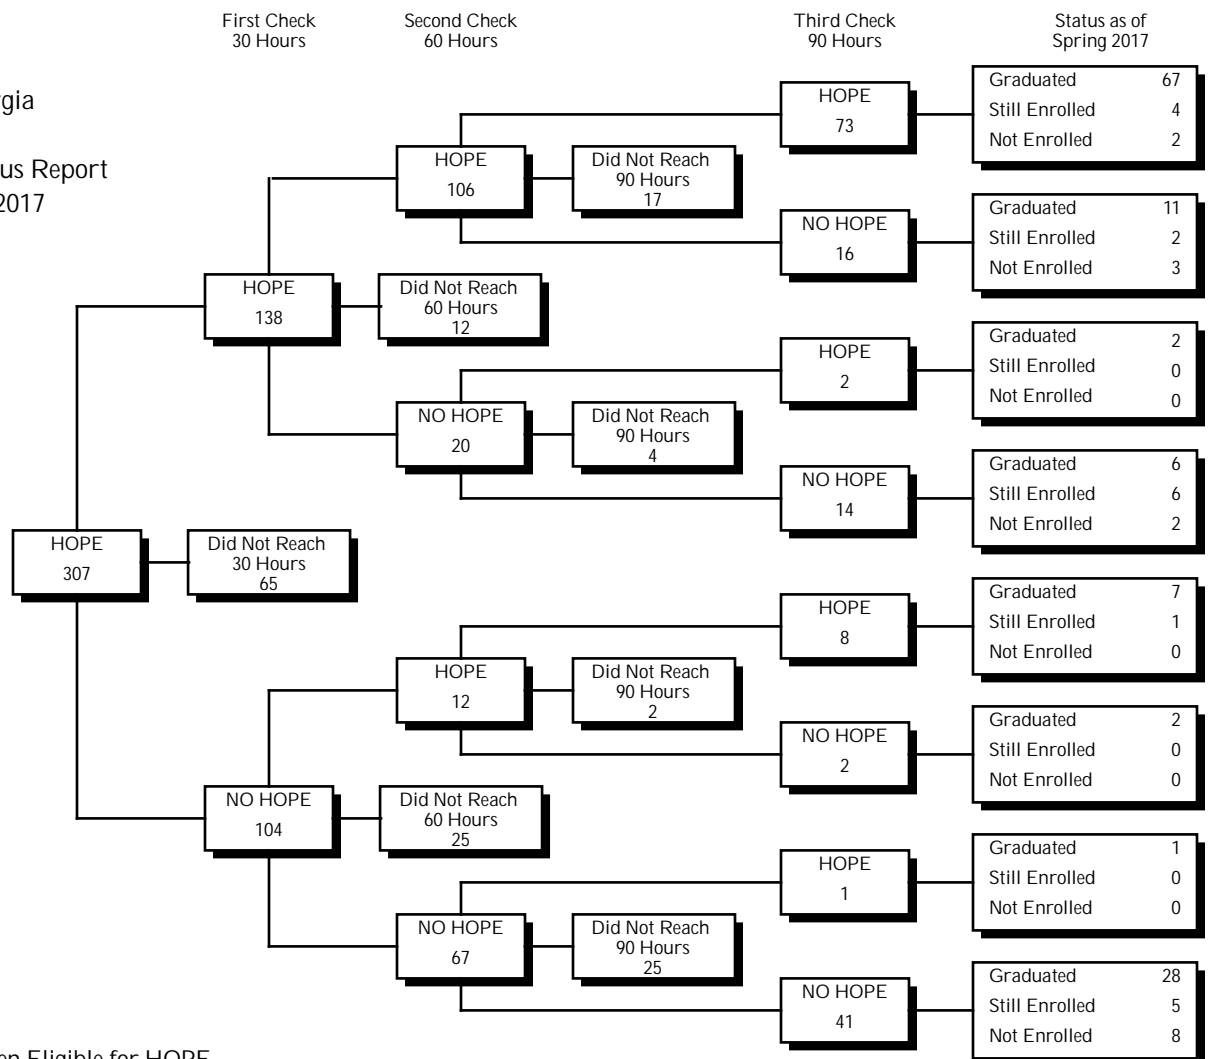 First Check
30 Hours
Second Check
60 Hours
Third Check
90 Hours
Status as of
Spring 2017
rgia
us Report
2017
HOPE
307
Did Not Reach
30 Hours
65
HOPE
138
Did Not Reach
60 Hours
12
NO HOPE
104
Did Not Reach
60 Hours
25
HOPE
106
Did Not Reach
90 Hours
17
NO HOPE
20
Did Not Reach
90 Hours
4
HOPE
12
Did Not Reach
90 Hours
2
NO HOPE
67
Did Not Reach
90 Hours
25
HOPE
73
Graduated 67
Still Enrolled 4
Not Enrolled 2
NO HOPE
16
Graduated 11
Still Enrolled 2
Not Enrolled 3
HOPE
2
Graduated 2
Still Enrolled 0
Not Enrolled 0
NO HOPE
14
Graduated 6
Still Enrolled 6
Not Enrolled 2
HOPE
8
Graduated 7
Still Enrolled 1
Not Enrolled 0
NO HOPE
2
Graduated 2
Still Enrolled 0
Not Enrolled 0
HOPE
1
Graduated 1
Still Enrolled 0
Not Enrolled 0
NO HOPE
41
Graduated 28
Still Enrolled 5
Not Enrolled 8
en Eligible for HOPE